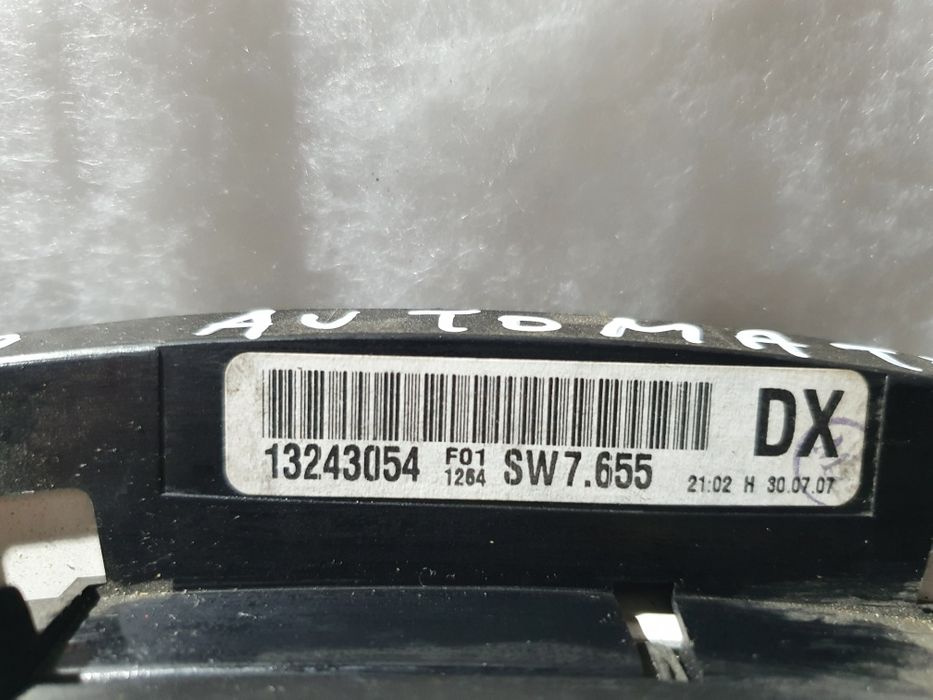 AUTOMAT
13243054 F01 1264 SW7.655 DX
21:02 H 30.07.07